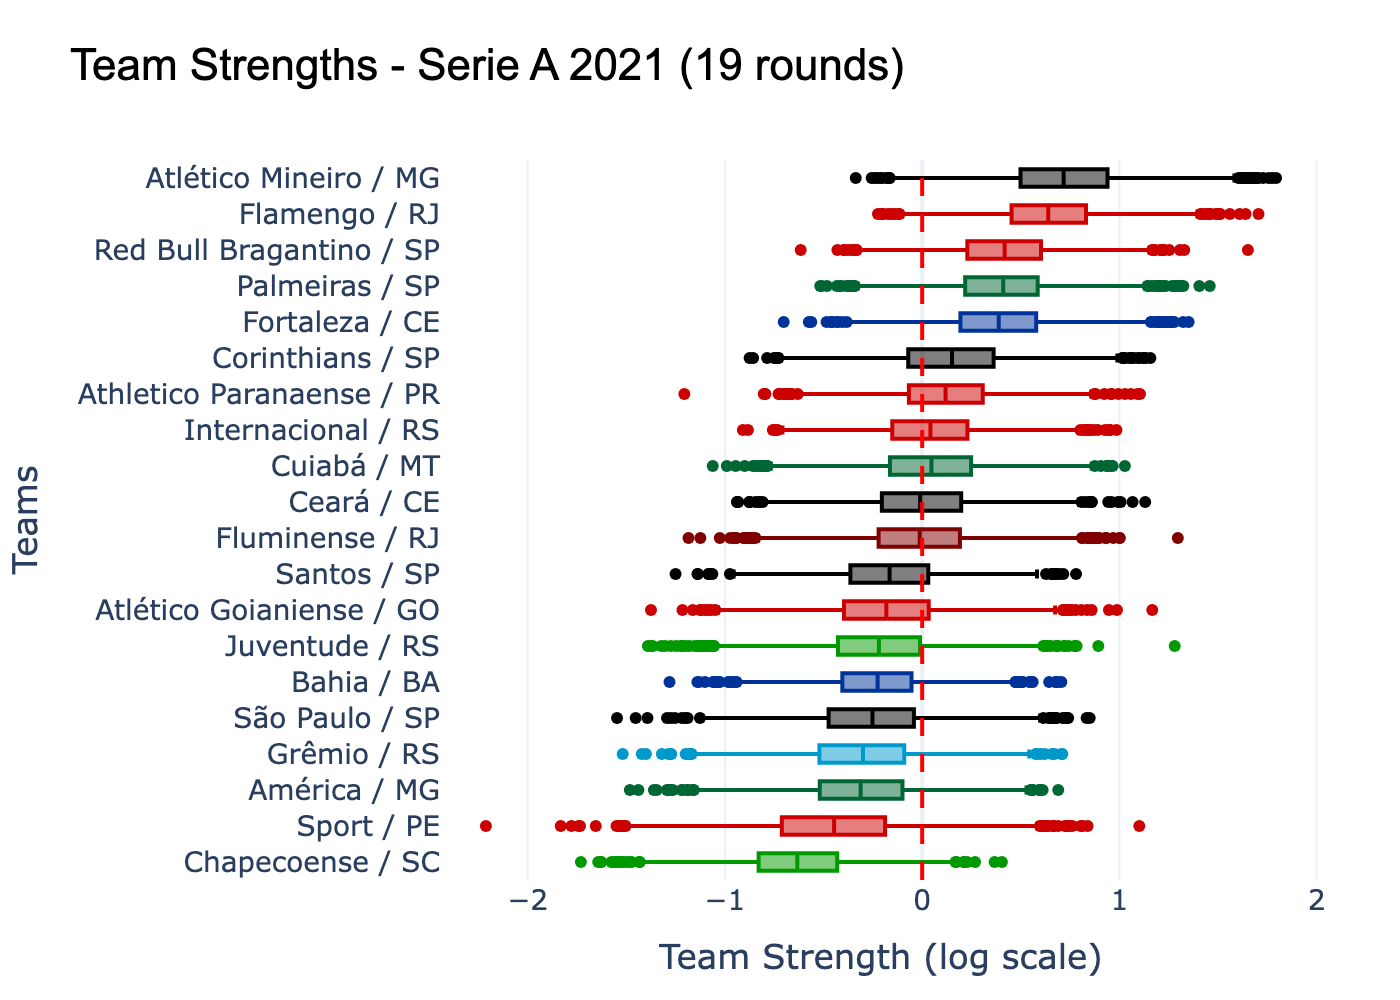 Team Strengths - Serie A 2021 (19 rounds)
Atlético Mineiro / MG
Flamengo / RJ
Red Bull Bragantino / SP
Palmeiras / SP
Fortaleza / CE
Corinthians / SP
Athletico Paranaense / PR
Internacional / RS
Cuiabá / MT
Ceará / CE
Fluminense / RJ
Santos / SP
Atlético Goianiense / GO
Juventude / RS
Bahia / BA
São Paulo / SP
Grêmio / RS
América / MG
Sport / PE
Chapecoense / SC
Teams
−2 −1 0 1 2
Team Strength (log scale)